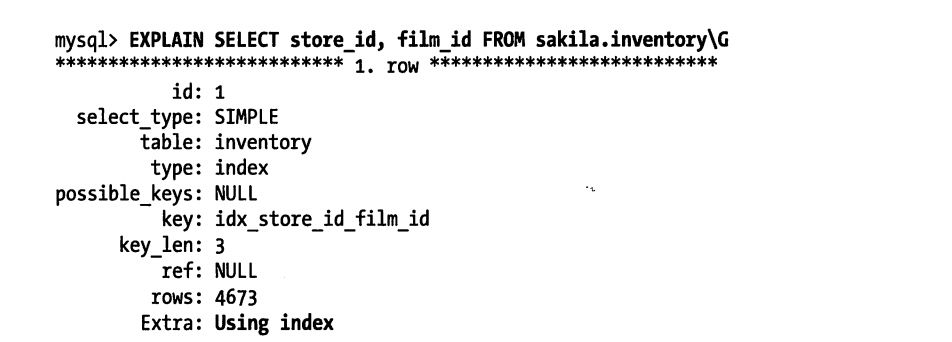 mysql> EXPLAIN SELECT store_id, film_id FROM sakila.inventory\G
*************************** 1. row ***************************
id: 1
select_type: SIMPLE
table: inventory
type: index
possible_keys: NULL
key: idx_store_id_film_id
key_len: 3
ref: NULL
rows: 4673
Extra: Using index